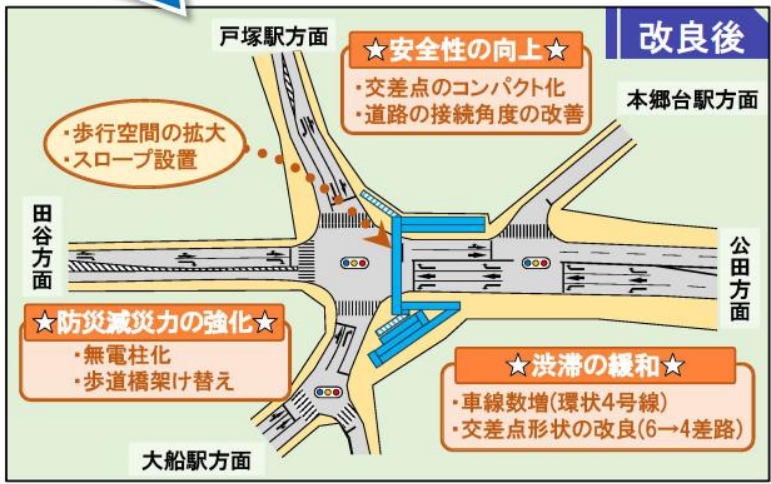 改良後
戸塚駅方面
☆安全性の向上☆
・交差点のコンパクト化
・道路の接続角度の改善
本郷台駅方面
・歩行空間の拡大
・スロープ設置
田谷方面
公田方面
☆防災減災力の強化☆
・無電柱化
・歩道橋架け替え
☆渋滞の緩和☆
・車線数増(環状4号線)
・交差点形状の改良(6→4差路)
大船駅方面